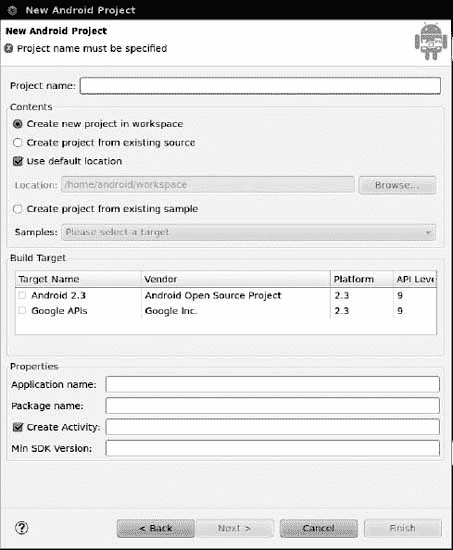 New Android Project
New Android Project
Project name must be specified
Project name:
Contents
Create new project in workspace
Create project from existing source
Use default location
Location: /home/android/workspace Browse...
Create project from existing sample
Samples: Please select a target
Build Target
Target Name Vendor Platform API Leve
Android 2.3 Android Open Source Project 2.3 9
Google APIs Google Inc. 2.3 9
Properties
Application name:
Package name:
Create Activity:
Min SDK Version:
? < Back Next > Cancel Finish